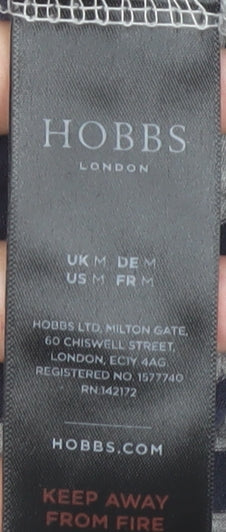 HOBBS
LONDON
UK M DE M
US M FR M
HOBBS LTD, MILTON GATE,
60 CHISWELL STREET,
LONDON, EC1Y 4AG.
REGISTERED NO. 1577740
RN:142172
HOBBS.COM
KEEP AWAY
FROM FIRE